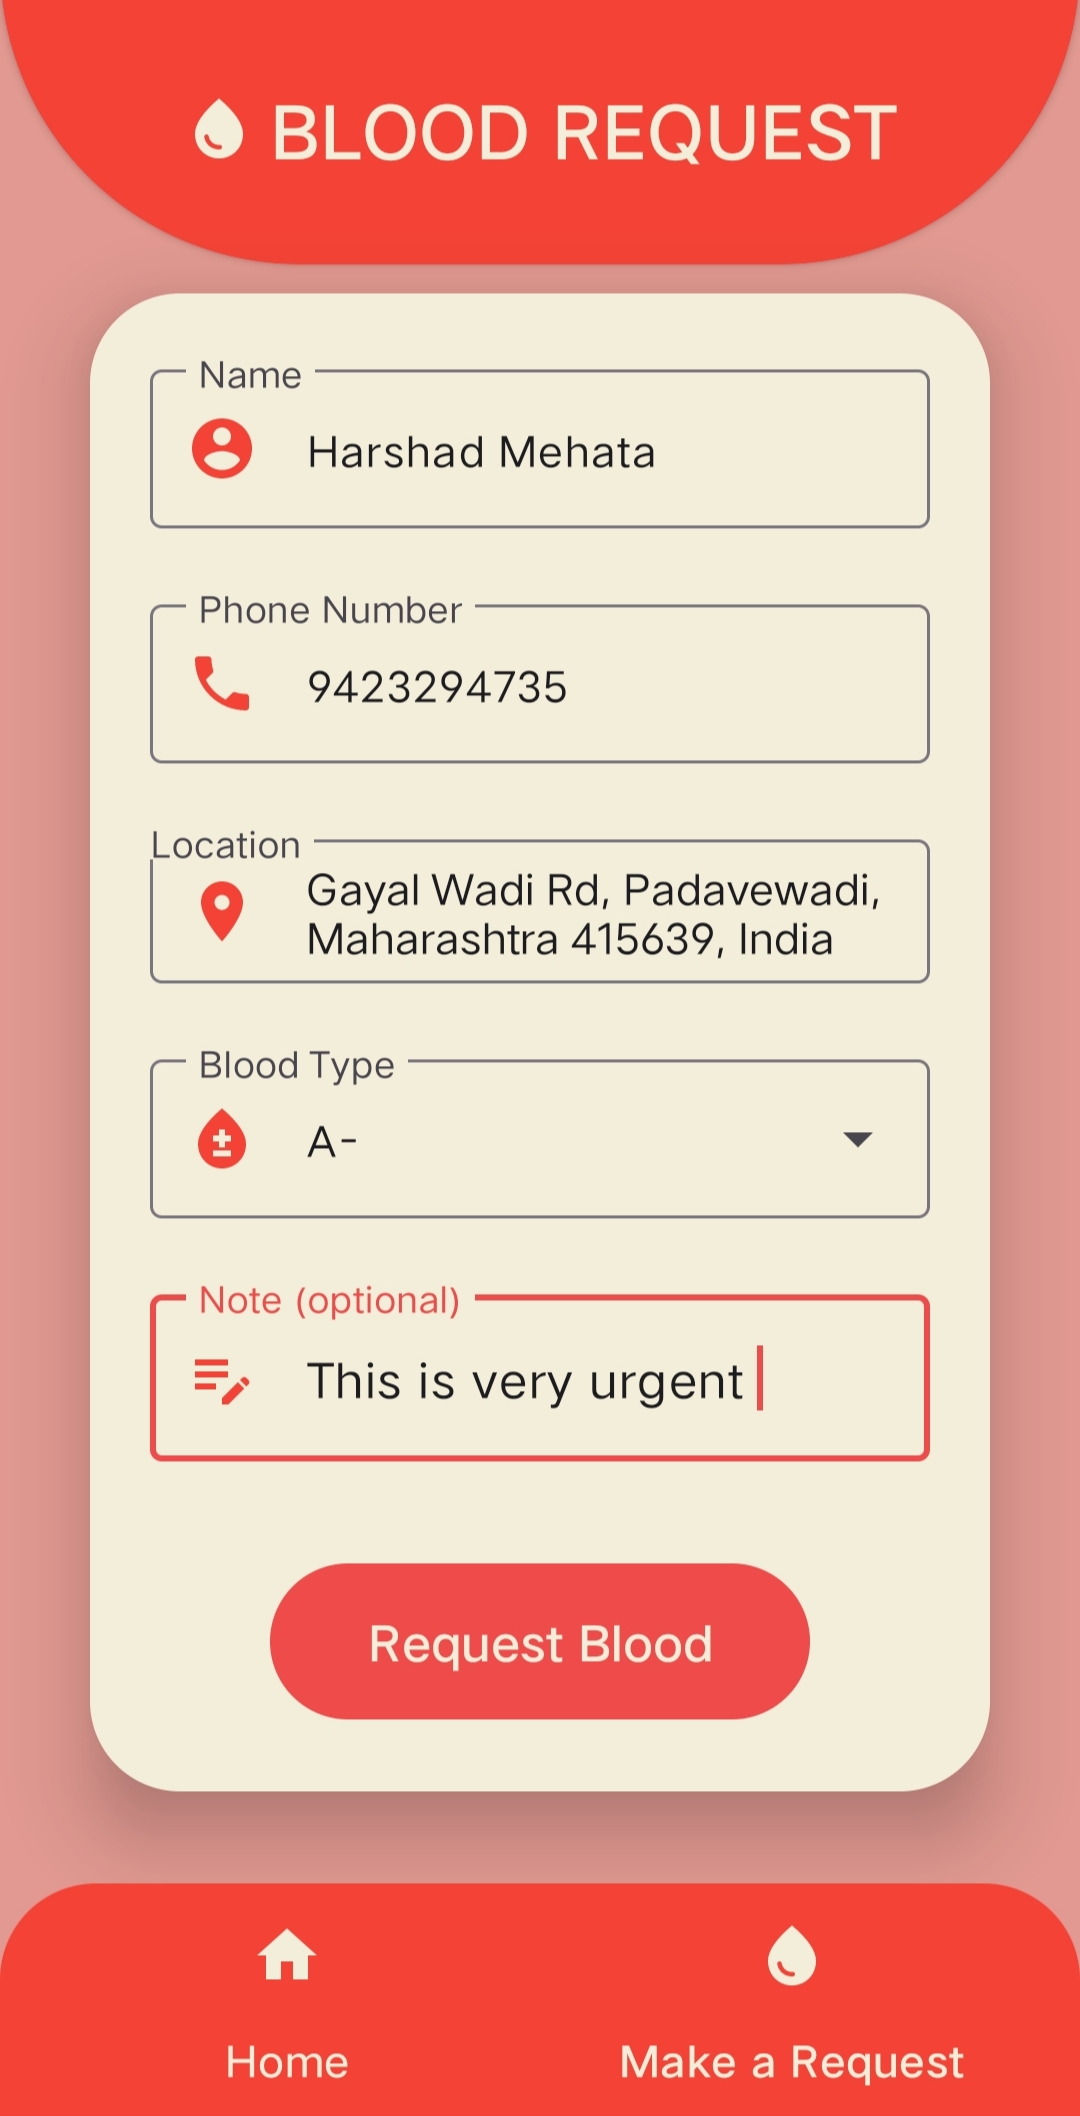 BLOOD REQUEST
Name
Harshad Mehata
Phone Number
9423294735
Location
Gayal Wadi Rd, Padavewadi,
Maharashtra 415639, India
Blood Type
A-
Note (optional)
This is very urgent
Request Blood
Home
Make a Request